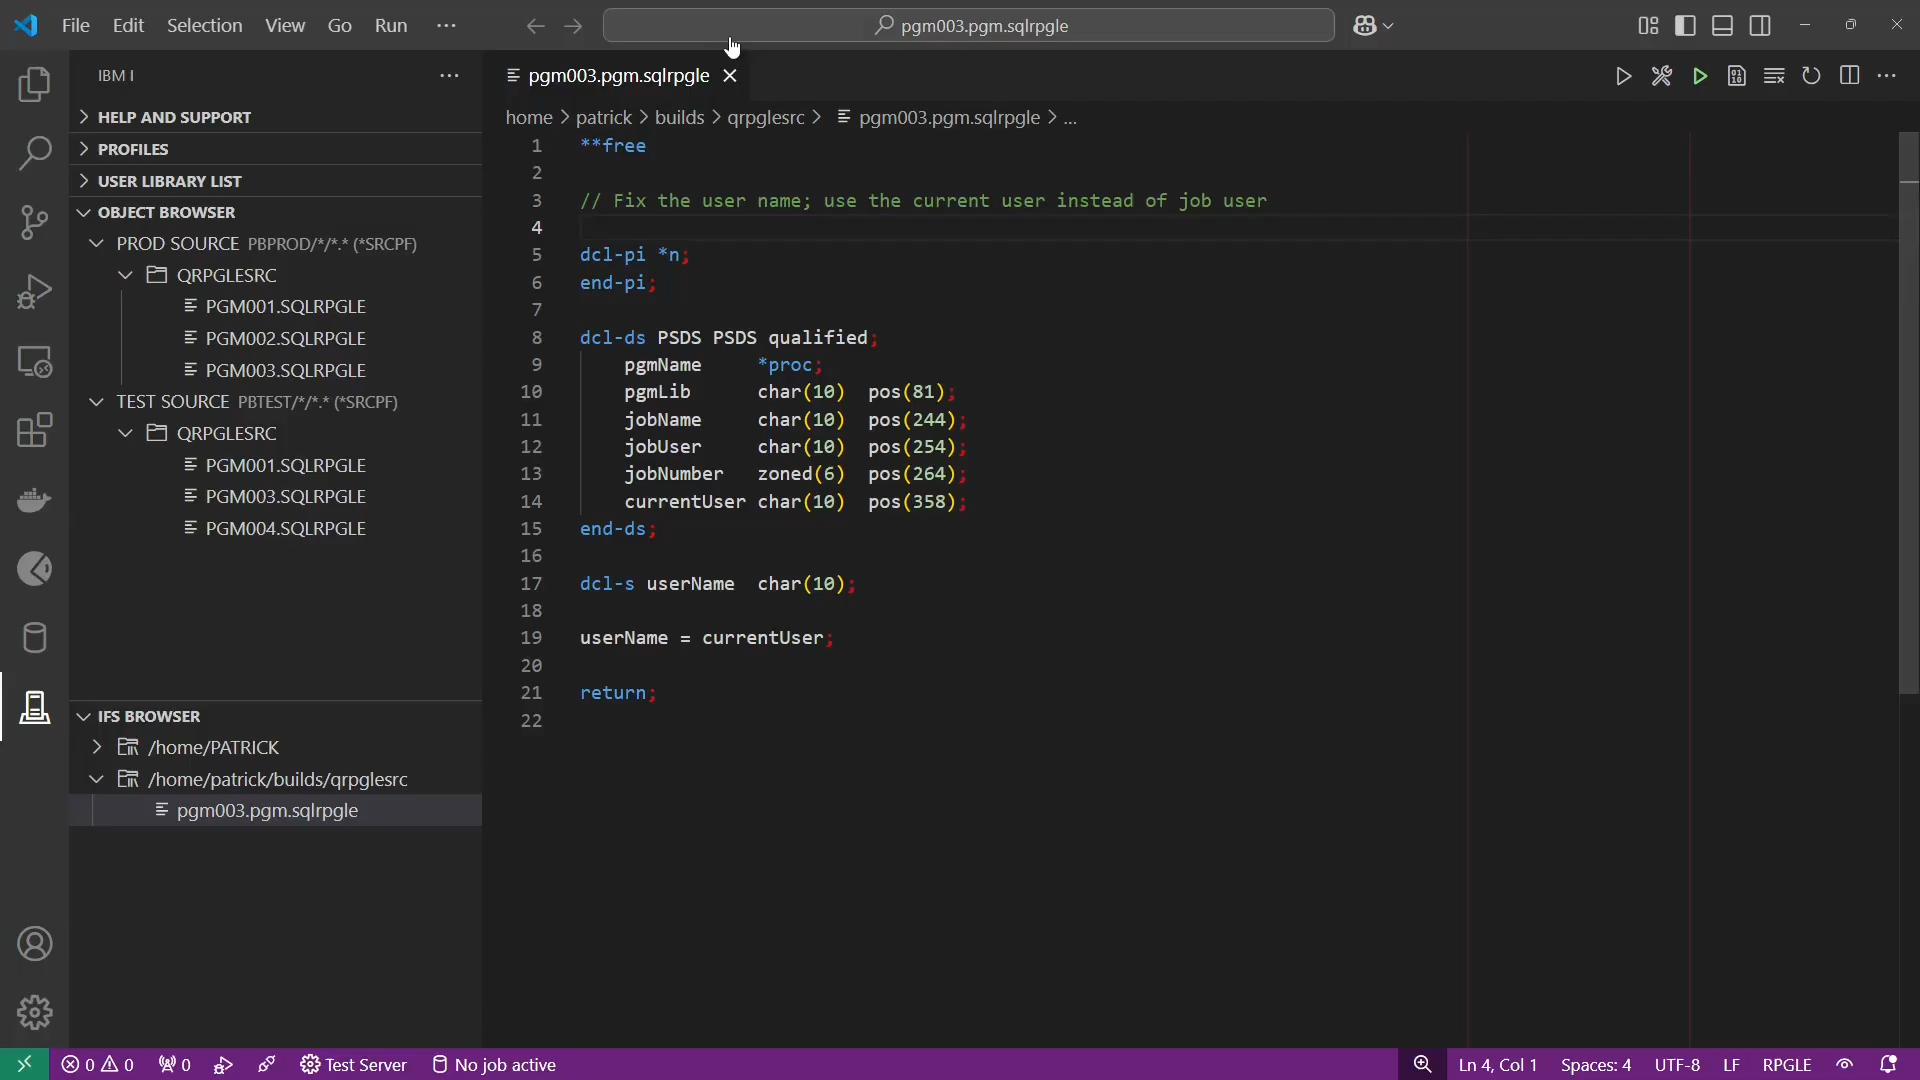 File Edit Selection View Go Run ···
pgm003.pgm.sqlrpgle
IBM I
pgm003.pgm.sqlrpgle
HELP AND SUPPORT
PROFILES
USER LIBRARY LIST
OBJECT BROWSER
PROD SOURCE PBPROD/*/*.* (*SRCPF)
QRPGLESRC
PGM001.SQLRPGLE
PGM002.SQLRPGLE
PGM003.SQLRPGLE
TEST SOURCE PBTEST/*/*.* (*SRCPF)
QRPGLESRC
PGM001.SQLRPGLE
PGM003.SQLRPGLE
PGM004.SQLRPGLE
IFS BROWSER
/home/PATRICK
/home/patrick/builds/qrpglesrc
pgm003.pgm.sqlrpgle
home > patrick > builds > qrpglesrc > pgm003.pgm.sqlrpgle > ...
1 **free
2
3 // Fix the user name; use the current user instead of job user
4
5 dcl-pi *n;
6 end-pi;
7
8 dcl-ds PSDS PSDS qualified;
9 pgmName *proc;
10 pgmLib char(10) pos(81);
11 jobName char(10) pos(244);
12 jobUser char(10) pos(254);
13 jobNumber zoned(6) pos(264);
14 currentUser char(10) pos(358);
15 end-ds;
16
17 dcl-s userName char(10);
18
19 userName = currentUser;
20
21 return;
22
0 0 0 Test Server No job active
Ln 4, Col 1 Spaces: 4 UTF-8 LF RPGLE